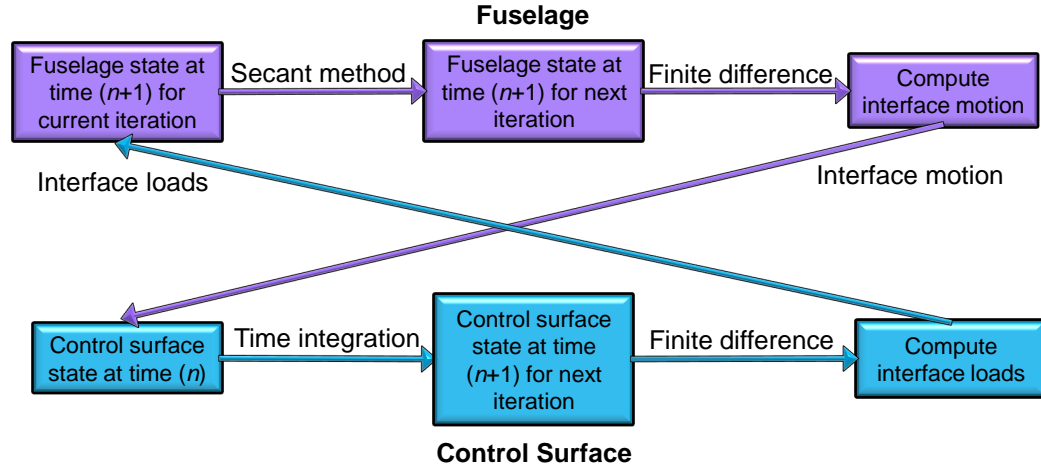 Fuselage
Fuselage state at
time (n+1) for
current iteration
Secant method
Fuselage state at
time (n+1) for next
iteration
Finite difference
Compute
interface motion
Interface loads
Interface motion
Control surface
state at time (n)
Time integration
Control surface
state at time
(n+1) for next
iteration
Finite difference
Compute
interface loads
Control Surface